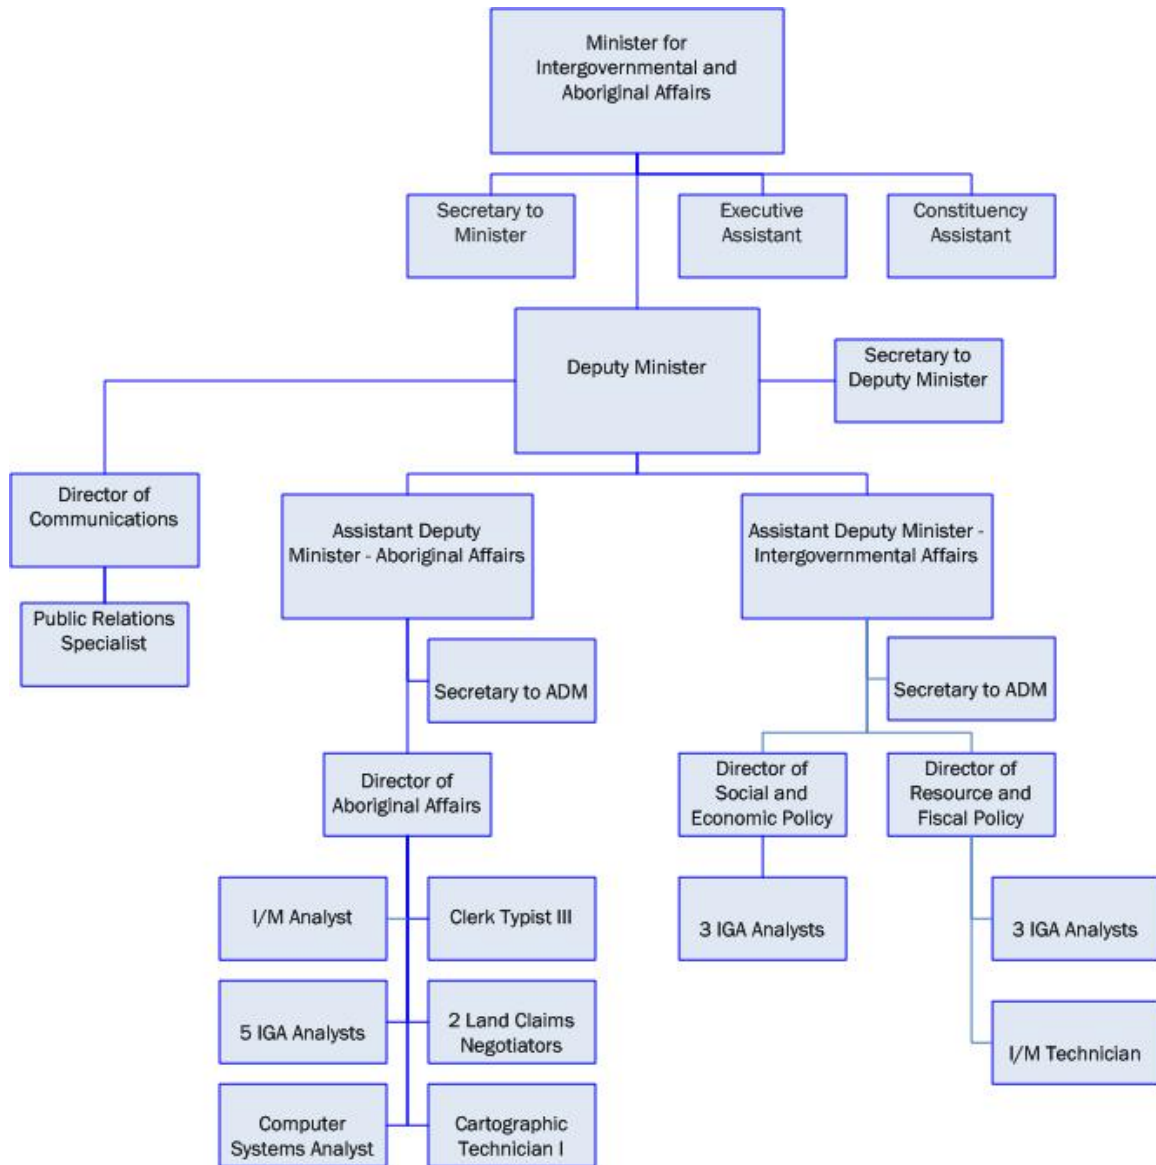 Minister for
Intergovernmental and
Aboriginal Affairs
Secretary to
Minister
Executive
Assistant
Constituency
Assistant
Deputy Minister
Secretary to
Deputy Minister
Director of
Communications
Assistant Deputy
Minister - Aboriginal Affairs
Assistant Deputy Minister -
Intergovernmental Affairs
Public Relations
Specialist
Secretary to ADM
Secretary to ADM
Director of
Aboriginal Affairs
Director of
Social and
Economic Policy
Director of
Resource and
Fiscal Policy
I/M Analyst
Clerk Typist III
3 IGA Analysts
3 IGA Analysts
5 IGA Analysts
2 Land Claims
Negotiators
I/M Technician
Computer
Systems Analyst
Cartographic
Technician I